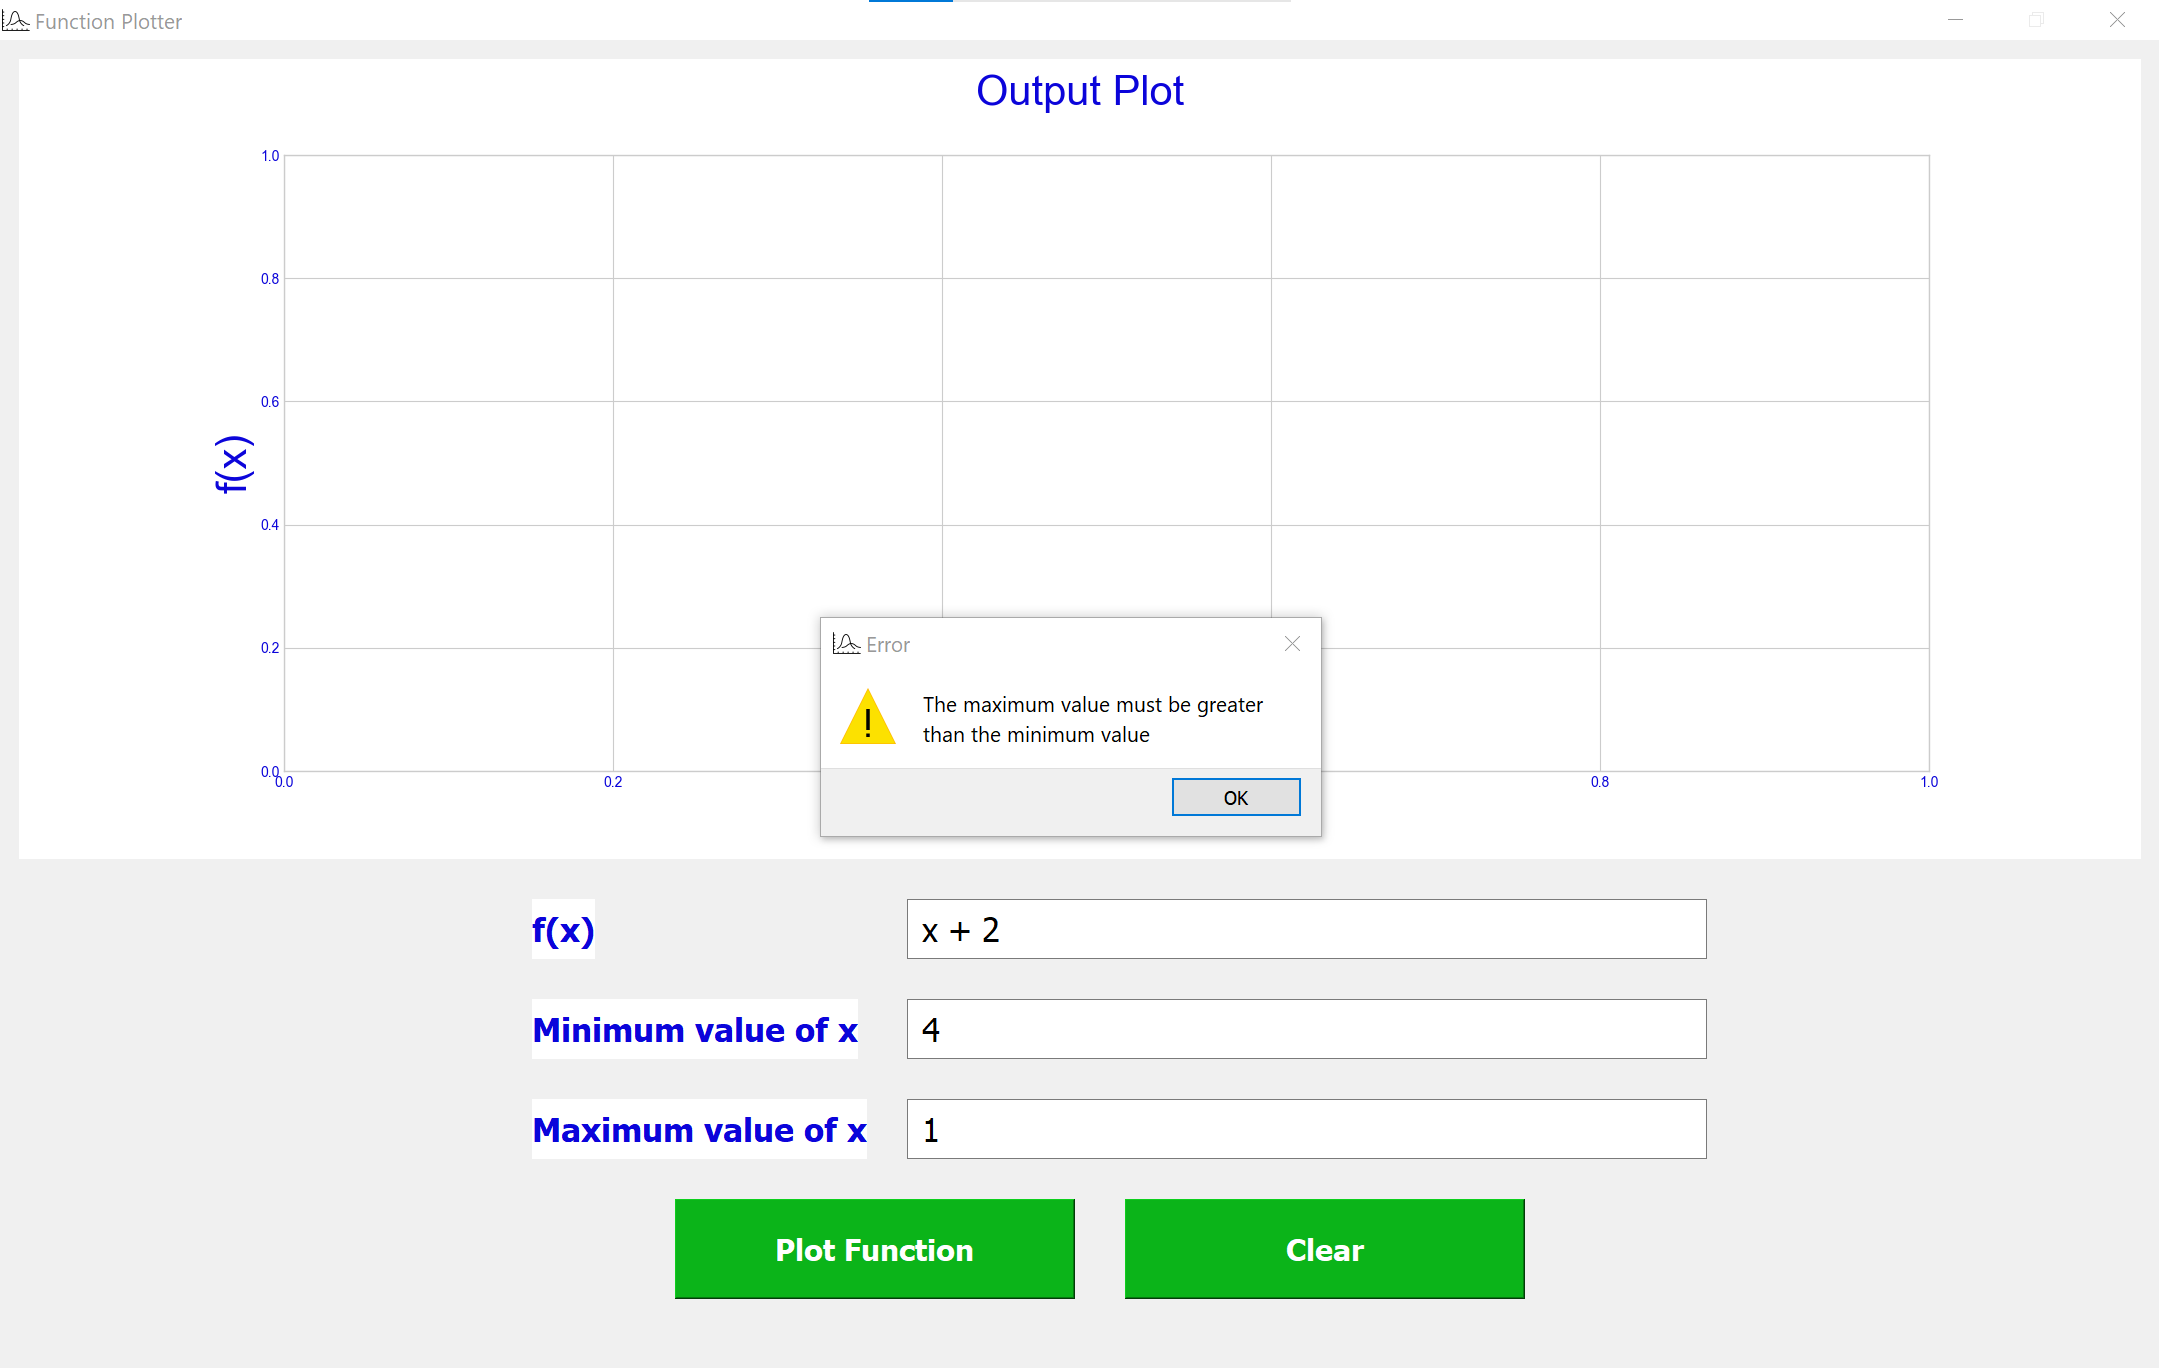 Function Plotter
Output Plot
1.0
0.8
0.6
f(x)
0.4
0.2
0.0
0.0 0.2 0.8 1.0
Error
The maximum value must be greater
than the minimum value
OK
f(x) x + 2
Minimum value of x 4
Maximum value of x 1
Plot Function Clear